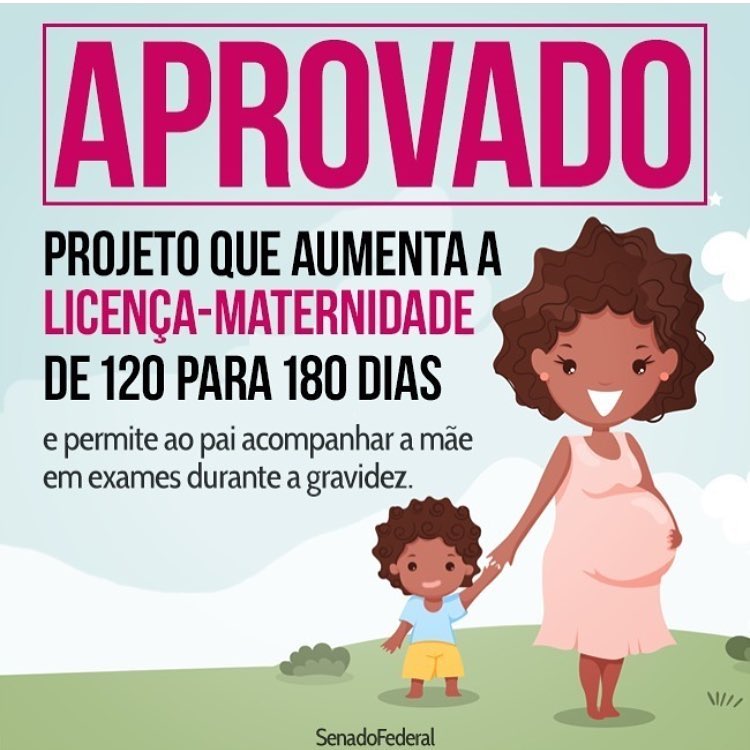 APROVADO
PROJETO QUE AUMENTA A
LICENÇA-MATERNIDADE
DE 120 PARA 180 DIAS
e permite ao pai acompanhar a mãe
em exames durante a gravidez.
SenadoFederal